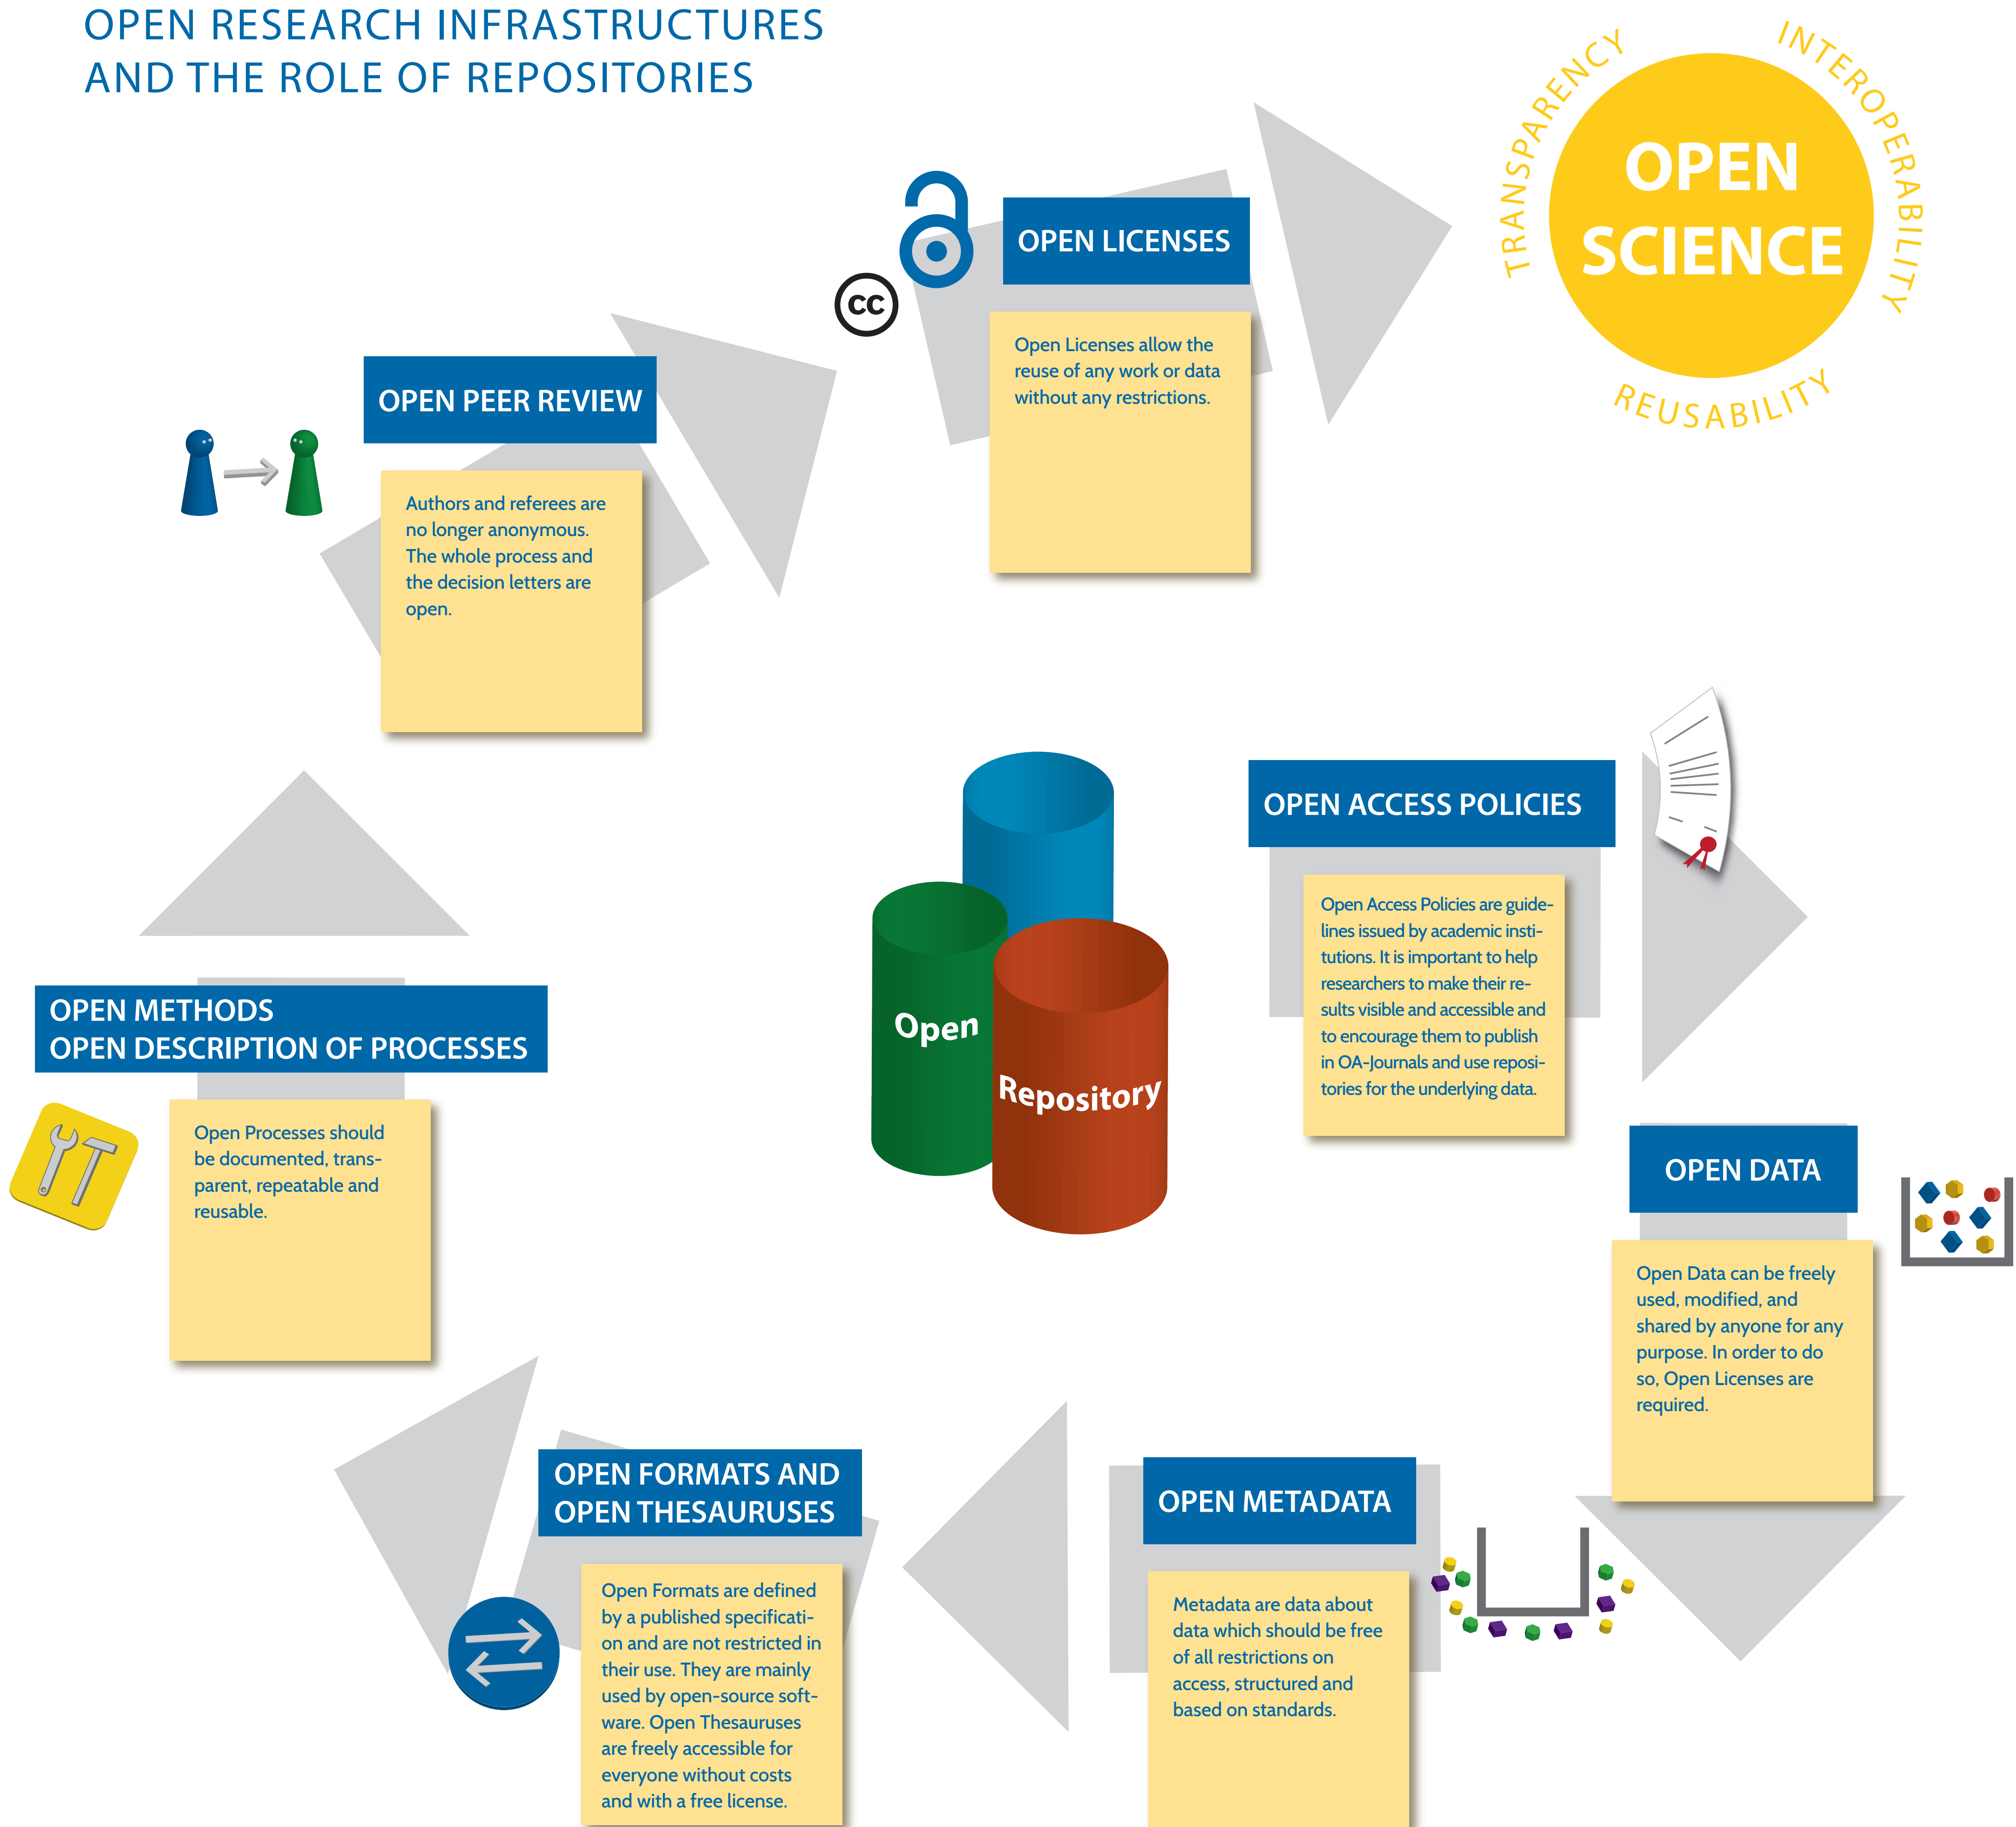 OPEN RESEARCH INFRASTRUCTURES
AND THE ROLE OF REPOSITORIES
TRANSPARENCY
INTEROPERABILITY
REUSABILITY
OPEN
SCIENCE
OPEN LICENSES
cc
Open Licenses allow the
reuse of any work or data
without any restrictions.
OPEN PEER REVIEW
Authors and referees are
no longer anonymous.
The whole process and
the decision letters are
open.
Open
Repository
OPEN ACCESS POLICIES
Open Access Policies are guide-
lines issued by academic insti-
tutions. It is important to help
researchers to make their re-
sults visible and accessible and
to encourage them to publish
in OA-Journals and use reposi-
tories for the underlying data.
OPEN METHODS
OPEN DESCRIPTION OF PROCESSES
Open Processes should
be documented, trans-
parent, repeatable and
reusable.
OPEN DATA
Open Data can be freely
used, modified, and
shared by anyone for any
purpose. In order to do
so, Open Licenses are
required.
OPEN FORMATS AND
OPEN THESAURUSES
Open Formats are defined
by a published specificati-
on and are not restricted in
their use. They are mainly
used by open-source soft-
ware. Open Thesauruses
are freely accessible for
everyone without costs
and with a free license.
OPEN METADATA
Metadata are data about
data which should be free
of all restrictions on
access, structured and
based on standards.